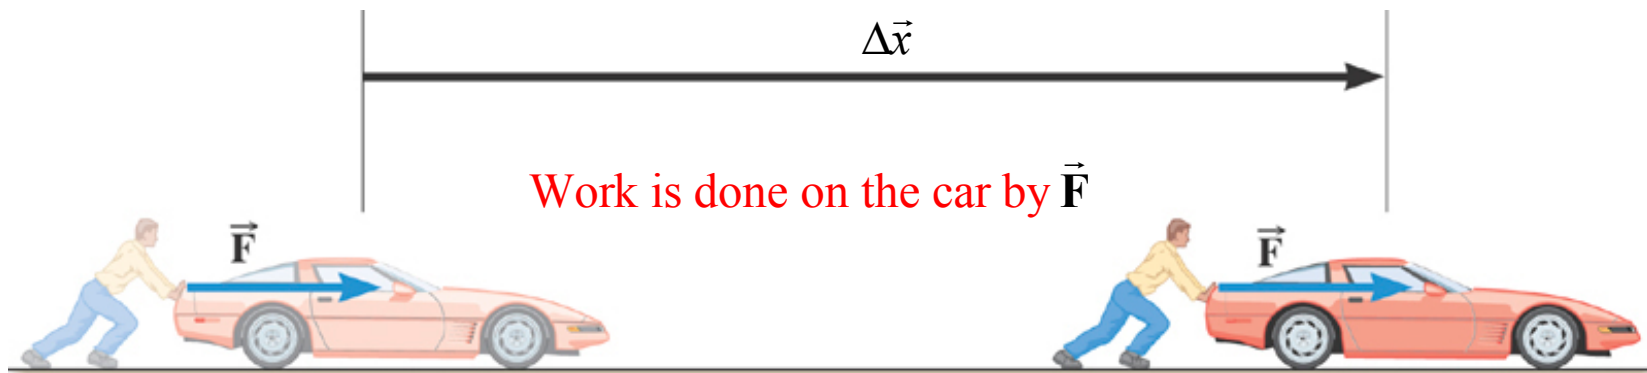 Δx⃗
Work is done on the car by F⃗
F⃗
F⃗